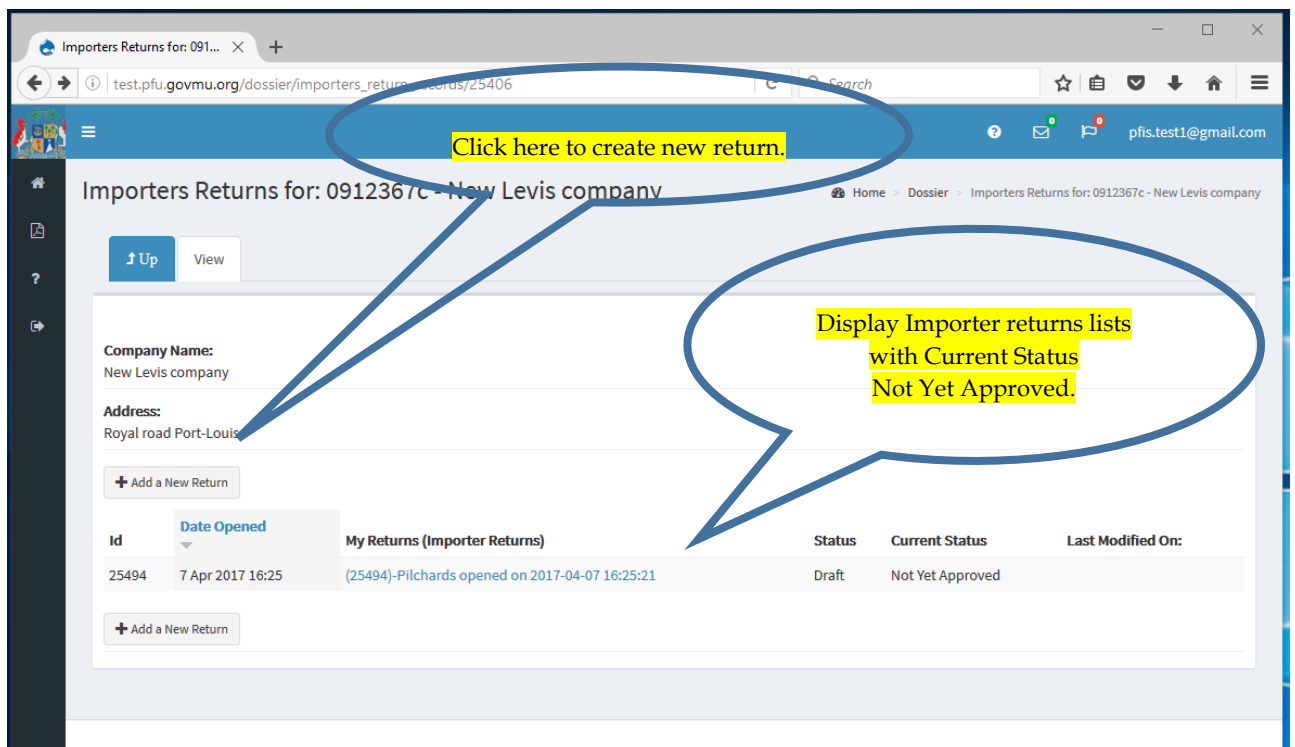 Importers Returns for: 091...
test.pfu.govmu.org/dossier/importers_return_records/25406
Search
Click here to create new return.
0
0
pfis.test1@gmail.com
Importers Returns for: 0912367c - New Levis company
Home > Dossier > Importers Returns for: 0912367c - New Levis company
Up
View
Display Importer returns lists
with Current Status
Not Yet Approved.
Company Name:
New Levis company
Address:
Royal road Port-Louis
Add a New Return
Id Date Opened My Returns (Importer Returns) Status Current Status Last Modified On:
25494 7 Apr 2017 16:25 (25494)-Pilchards opened on 2017-04-07 16:25:21 Draft Not Yet Approved
Add a New Return